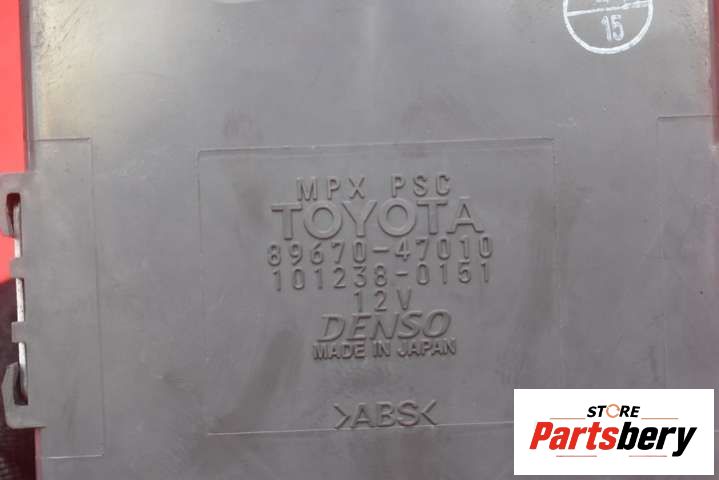 15
MPX PSC
TOYOTA
89670-47010
101238-0151
12V
DENSO
MADE IN JAPAN
>ABS<
STORE
Partsbery